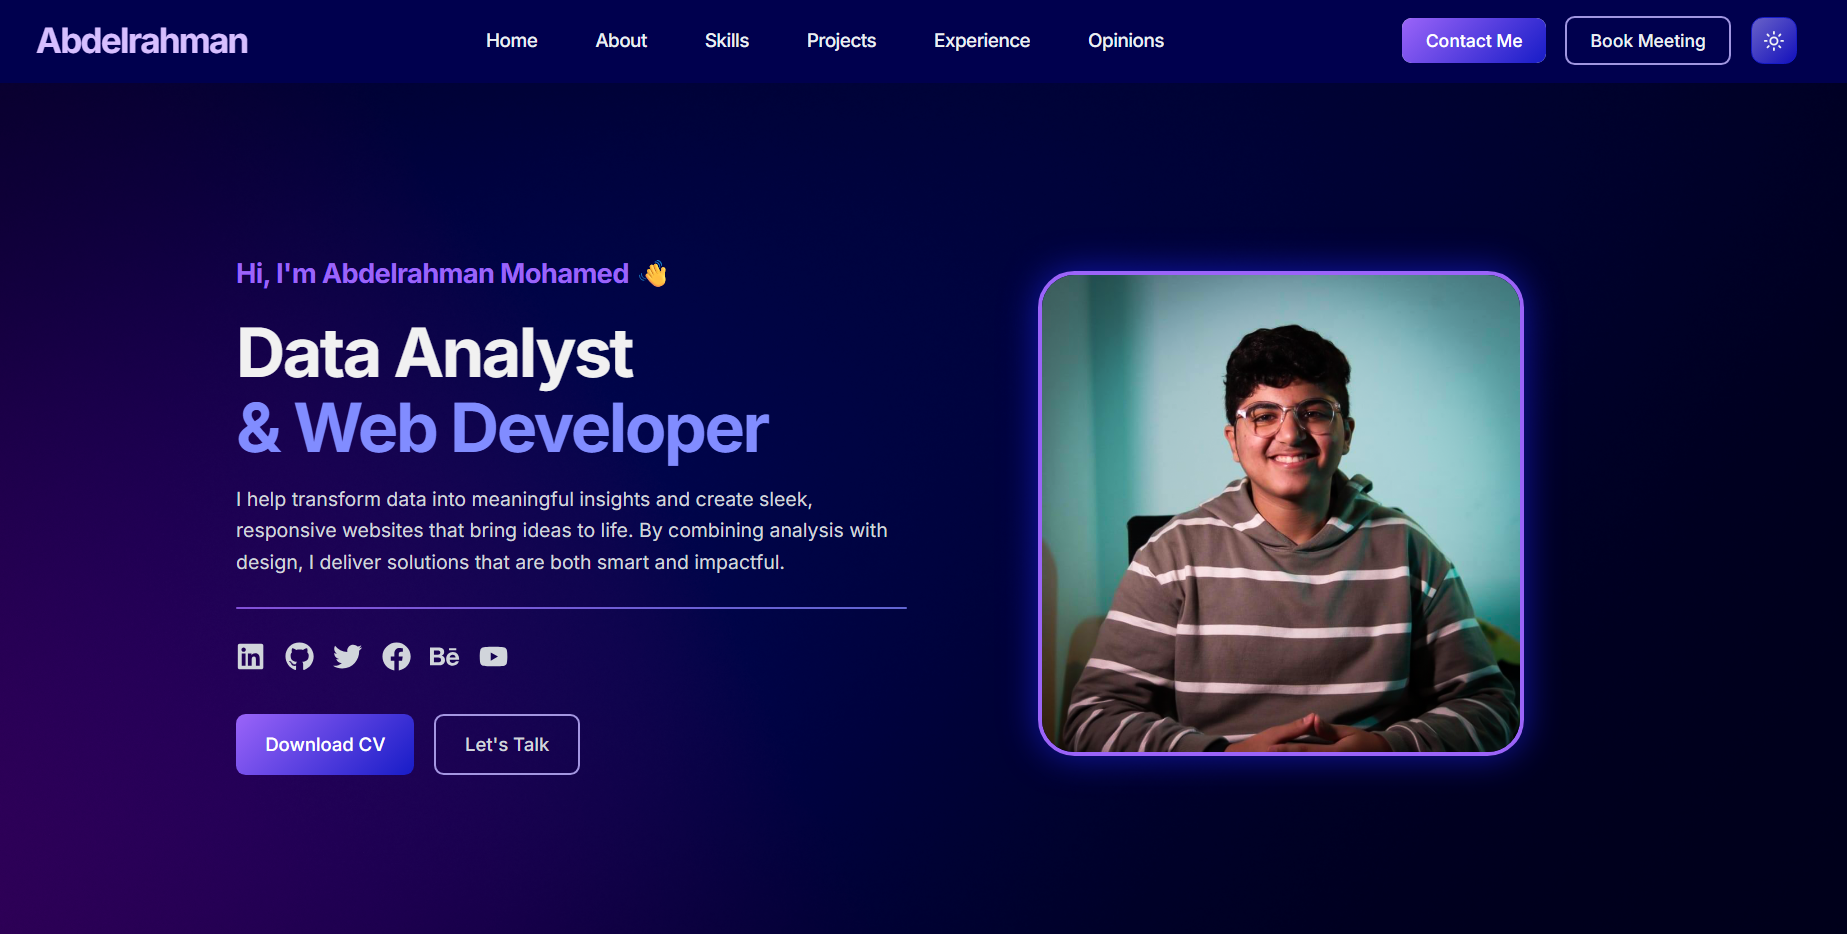 Abdelrahman
Home
About
Skills
Projects
Experience
Opinions
Contact Me
Book Meeting
Hi, I'm Abdelrahman Mohamed 👋
Data Analyst
& Web Developer
I help transform data into meaningful insights and create sleek,
responsive websites that bring ideas to life. By combining analysis with
design, I deliver solutions that are both smart and impactful.
in
Bē
Download CV
Let's Talk